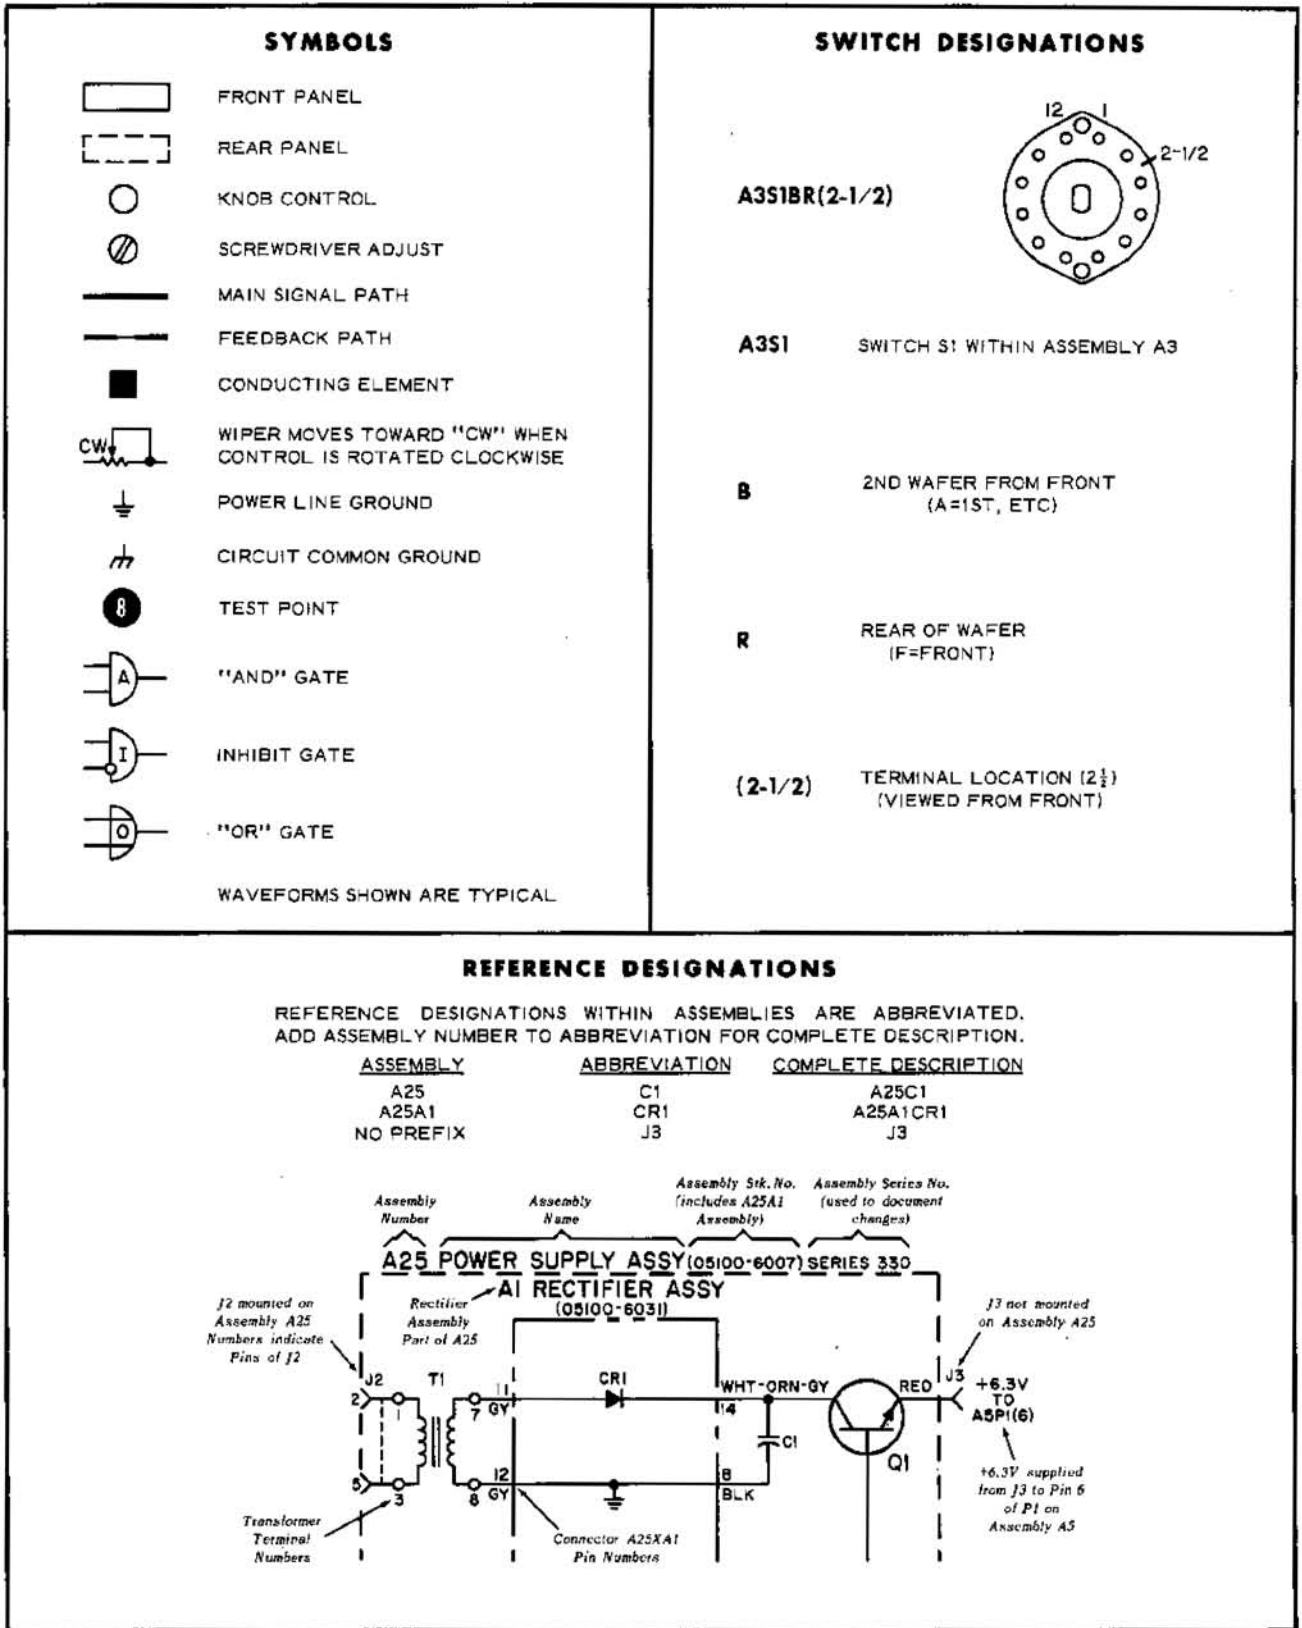 SYMBOLS
FRONT PANEL
REAR PANEL
KNOB CONTROL
SCREWDRIVER ADJUST
MAIN SIGNAL PATH
FEEDBACK PATH
CONDUCTING ELEMENT
CW
WIPER MOVES TOWARD "CW" WHEN
CONTROL IS ROTATED CLOCKWISE
POWER LINE GROUND
CIRCUIT COMMON GROUND
8
TEST POINT
A
"AND" GATE
I
INHIBIT GATE
O
"OR" GATE
WAVEFORMS SHOWN ARE TYPICAL
SWITCH DESIGNATIONS
12 1
2-1/2
A3S1BR(2-1/2)
A3S1 SWITCH S1 WITHIN ASSEMBLY A3
B 2ND WAFER FROM FRONT
(A=1ST, ETC)
R REAR OF WAFER
(F=FRONT)
(2-1/2) TERMINAL LOCATION (2½)
(VIEWED FROM FRONT)
REFERENCE DESIGNATIONS
REFERENCE DESIGNATIONS WITHIN ASSEMBLIES ARE ABBREVIATED.
ADD ASSEMBLY NUMBER TO ABBREVIATION FOR COMPLETE DESCRIPTION.
ASSEMBLY ABBREVIATION COMPLETE DESCRIPTION
A25 C1 A25C1
A25A1 CR1 A25A1CR1
NO PREFIX J3 J3
Assembly
Number
Assembly
Name
Assembly Stk. No.
(includes A25A1
Assembly)
Assembly Series No.
(used to document
changes)
A25 POWER SUPPLY ASSY(05100-6007) SERIES 330
A1 RECTIFIER ASSY
(05100-6031)
J2 mounted on
Assembly A25
Numbers indicate
Pins of J2
Rectifier
Assembly
Part of A25
J3 not mounted
on Assembly A25
J2
T1
2
1
7
11
GY
CR1
WHT-ORN-GY
14
C1
RED
J3
+6.3V
TO
A5P1(6)
Q1
5
3
8
12
GY
8
BLK
+6.3V supplied
from J3 to Pin 6
of P1 on
Assembly A5
Transformer
Terminal
Numbers
Connector A25XA1
Pin Numbers